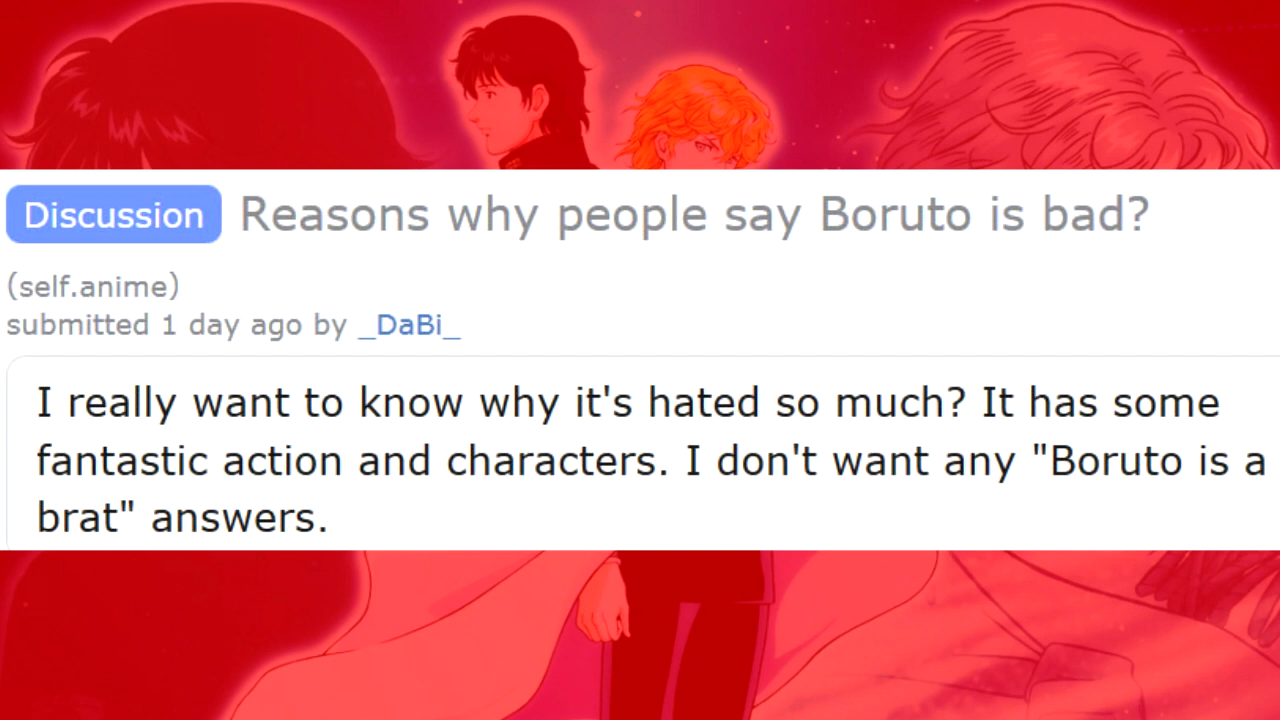 Discussion Reasons why people say Boruto is bad?
(self.anime)
submitted 1 day ago by _DaBi_
I really want to know why it's hated so much? It has some
fantastic action and characters. I don't want any "Boruto is a
brat" answers.